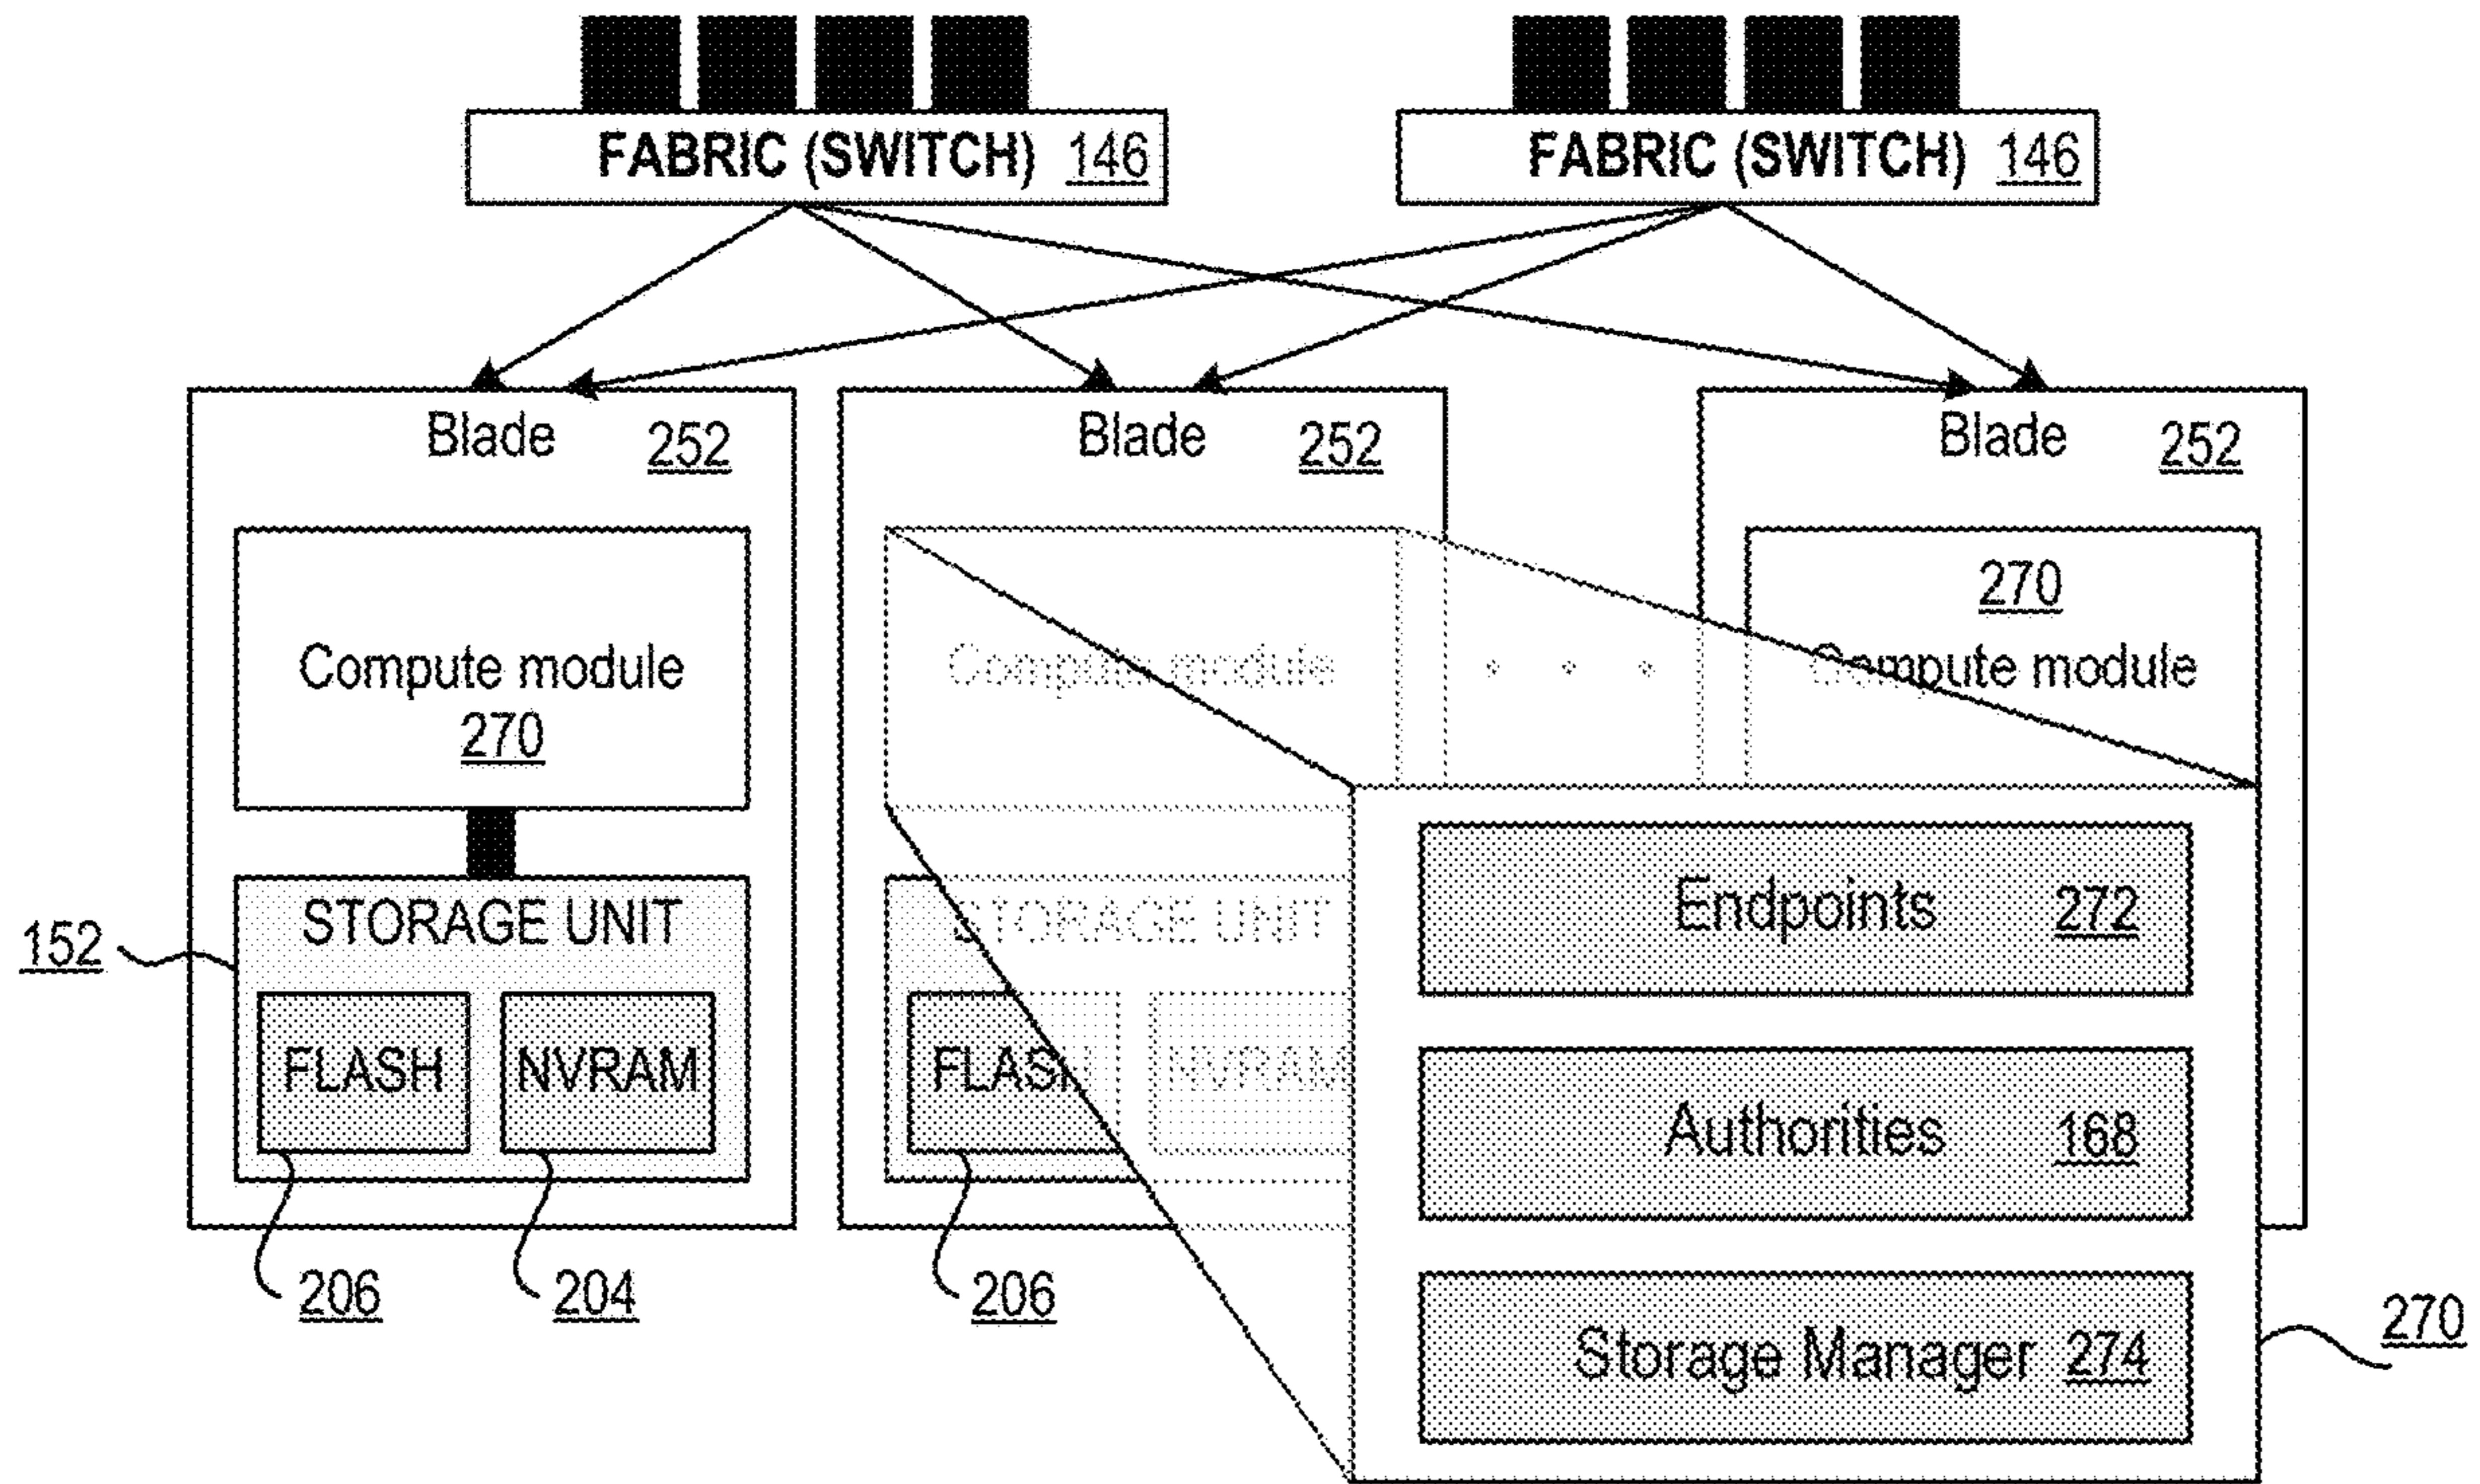 FABRIC (SWITCH) 146
FABRIC (SWITCH) 146
Blade 252
Blade 252
Blade 252
Compute module
270
Compute module
. . .
270
Compute module
STORAGE UNIT
152
FLASH
NVRAM
206
204
STORAGE UNIT
FLASH
NVRAM
206
Endpoints 272
Authorities 168
Storage Manager 274
270